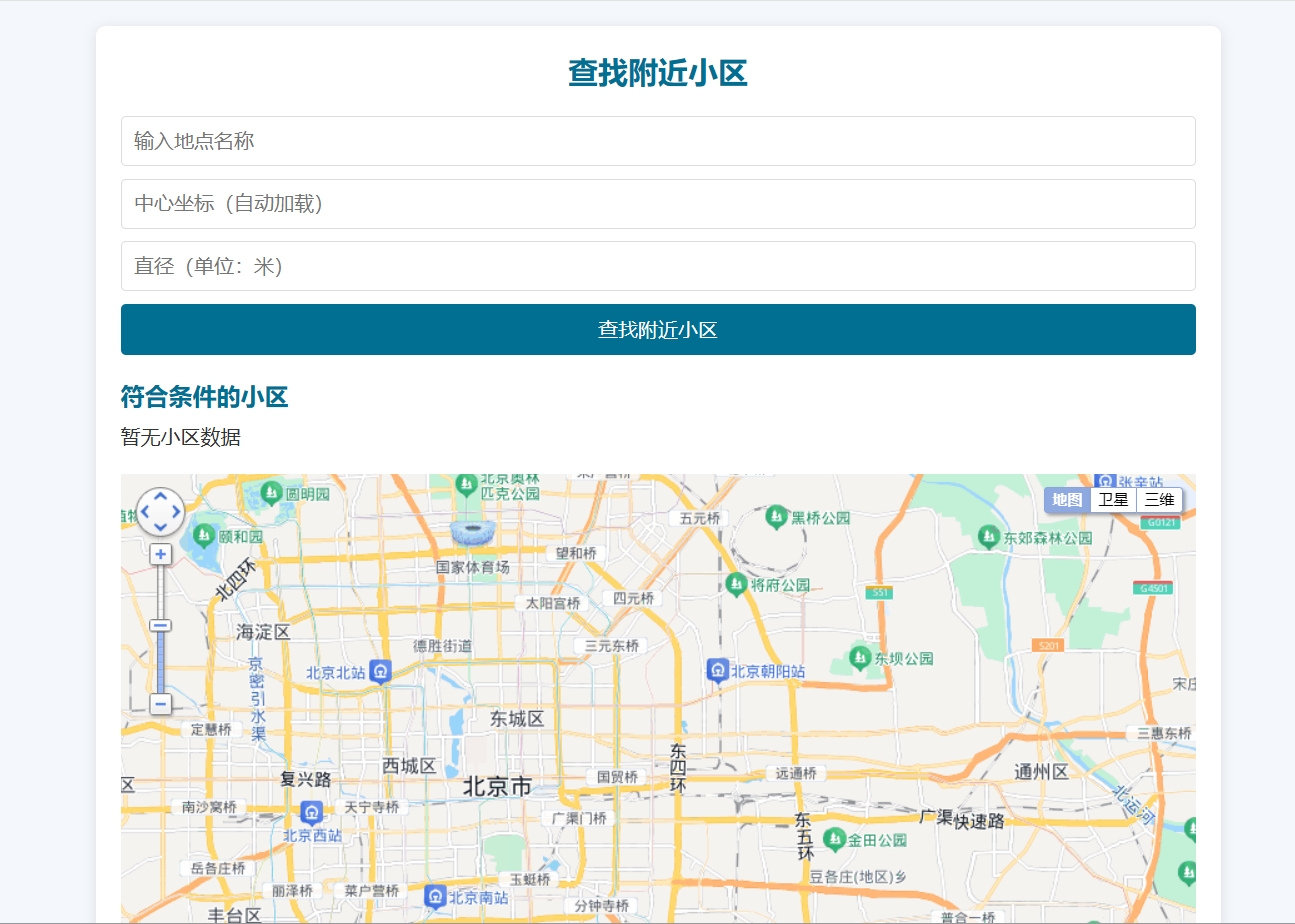 查找附近小区
输入地点名称
中心坐标（自动加载）
直径（单位：米）
查找附近小区
符合条件的小区
暂无小区数据
北京奥林
匹克公园
张辛站
圆明园
地图
卫星
三维
五元桥
黑桥公园
G0121
颐和园
东郊森林公园
望和桥
国家体育场
北四环
将府公园
G4501
S51
太阳宫桥
四元桥
海淀区
德胜街道
三元东桥
S201
东坝公园
京密引水渠
北京北站
北京朝阳站
东城区
定慧桥
三惠东桥
东四环
西城区
复兴路
北京市
国贸桥
远通桥
通州区
区
南沙窝桥
天宁寺桥
广渠门桥
北运河
广渠快速路
北京西站
东五环
金田公园
岳各庄桥
豆各庄(地区)乡
玉蜓桥
丽泽桥
菜户营桥
北京南站
分钟寺桥
丰台区
普合一桥